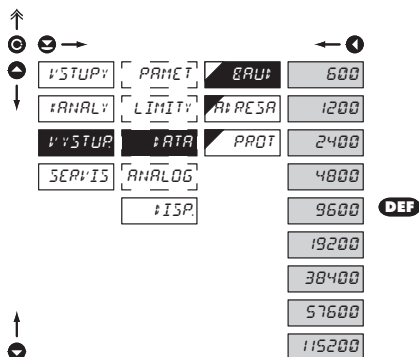 VSTUPY PAMET BAUD 600
KANALY LIMITY ADRESA 1200
VYSTUP. DATA PROT 2400
SERVIS ANALOG 4800
DISP. 9600 DEF
19200
38400
57600
115200